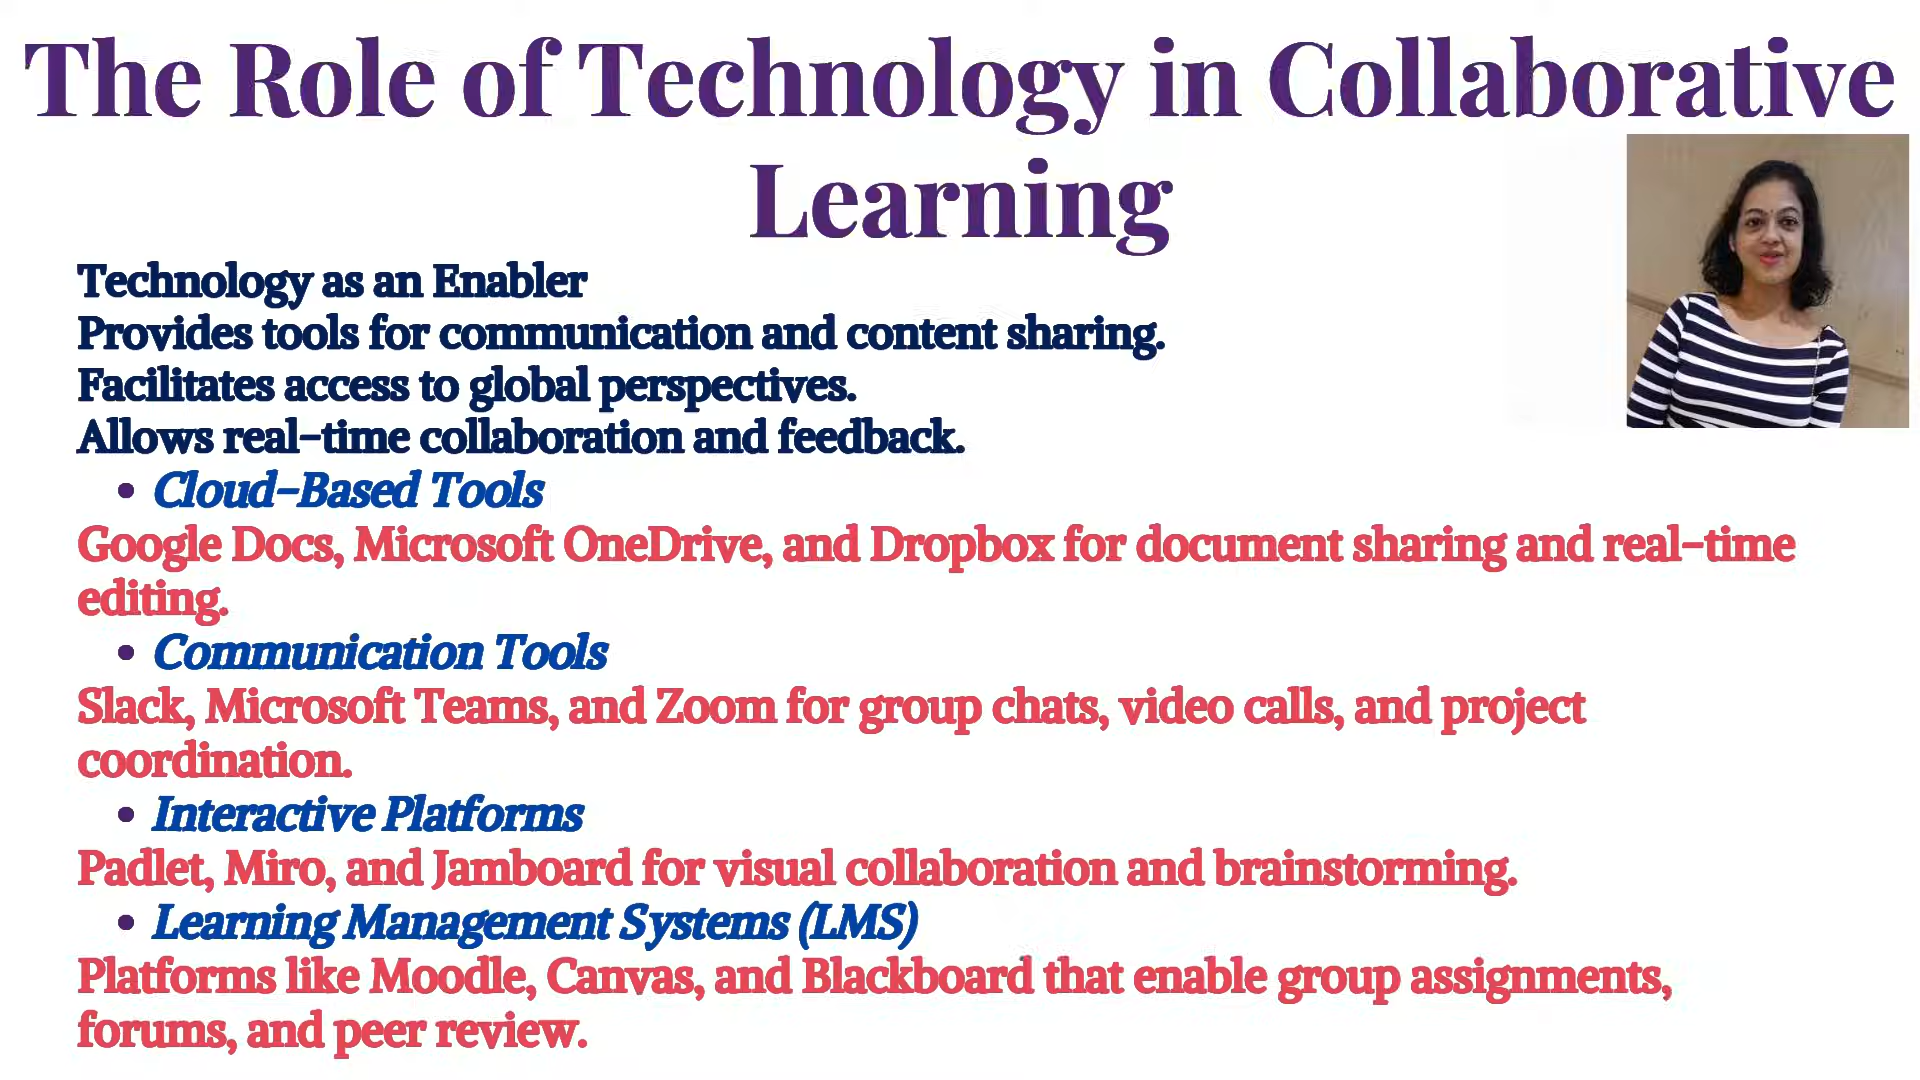 The Role of Technology in Collaborative
Learning
Technology as an Enabler
Provides tools for communication and content sharing.
Facilitates access to global perspectives.
Allows real-time collaboration and feedback.
• Cloud-Based Tools
Google Docs, Microsoft OneDrive, and Dropbox for document sharing and real-time
editing.
• Communication Tools
Slack, Microsoft Teams, and Zoom for group chats, video calls, and project
coordination.
• Interactive Platforms
Padlet, Miro, and Jamboard for visual collaboration and brainstorming.
• Learning Management Systems (LMS)
Platforms like Moodle, Canvas, and Blackboard that enable group assignments,
forums, and peer review.